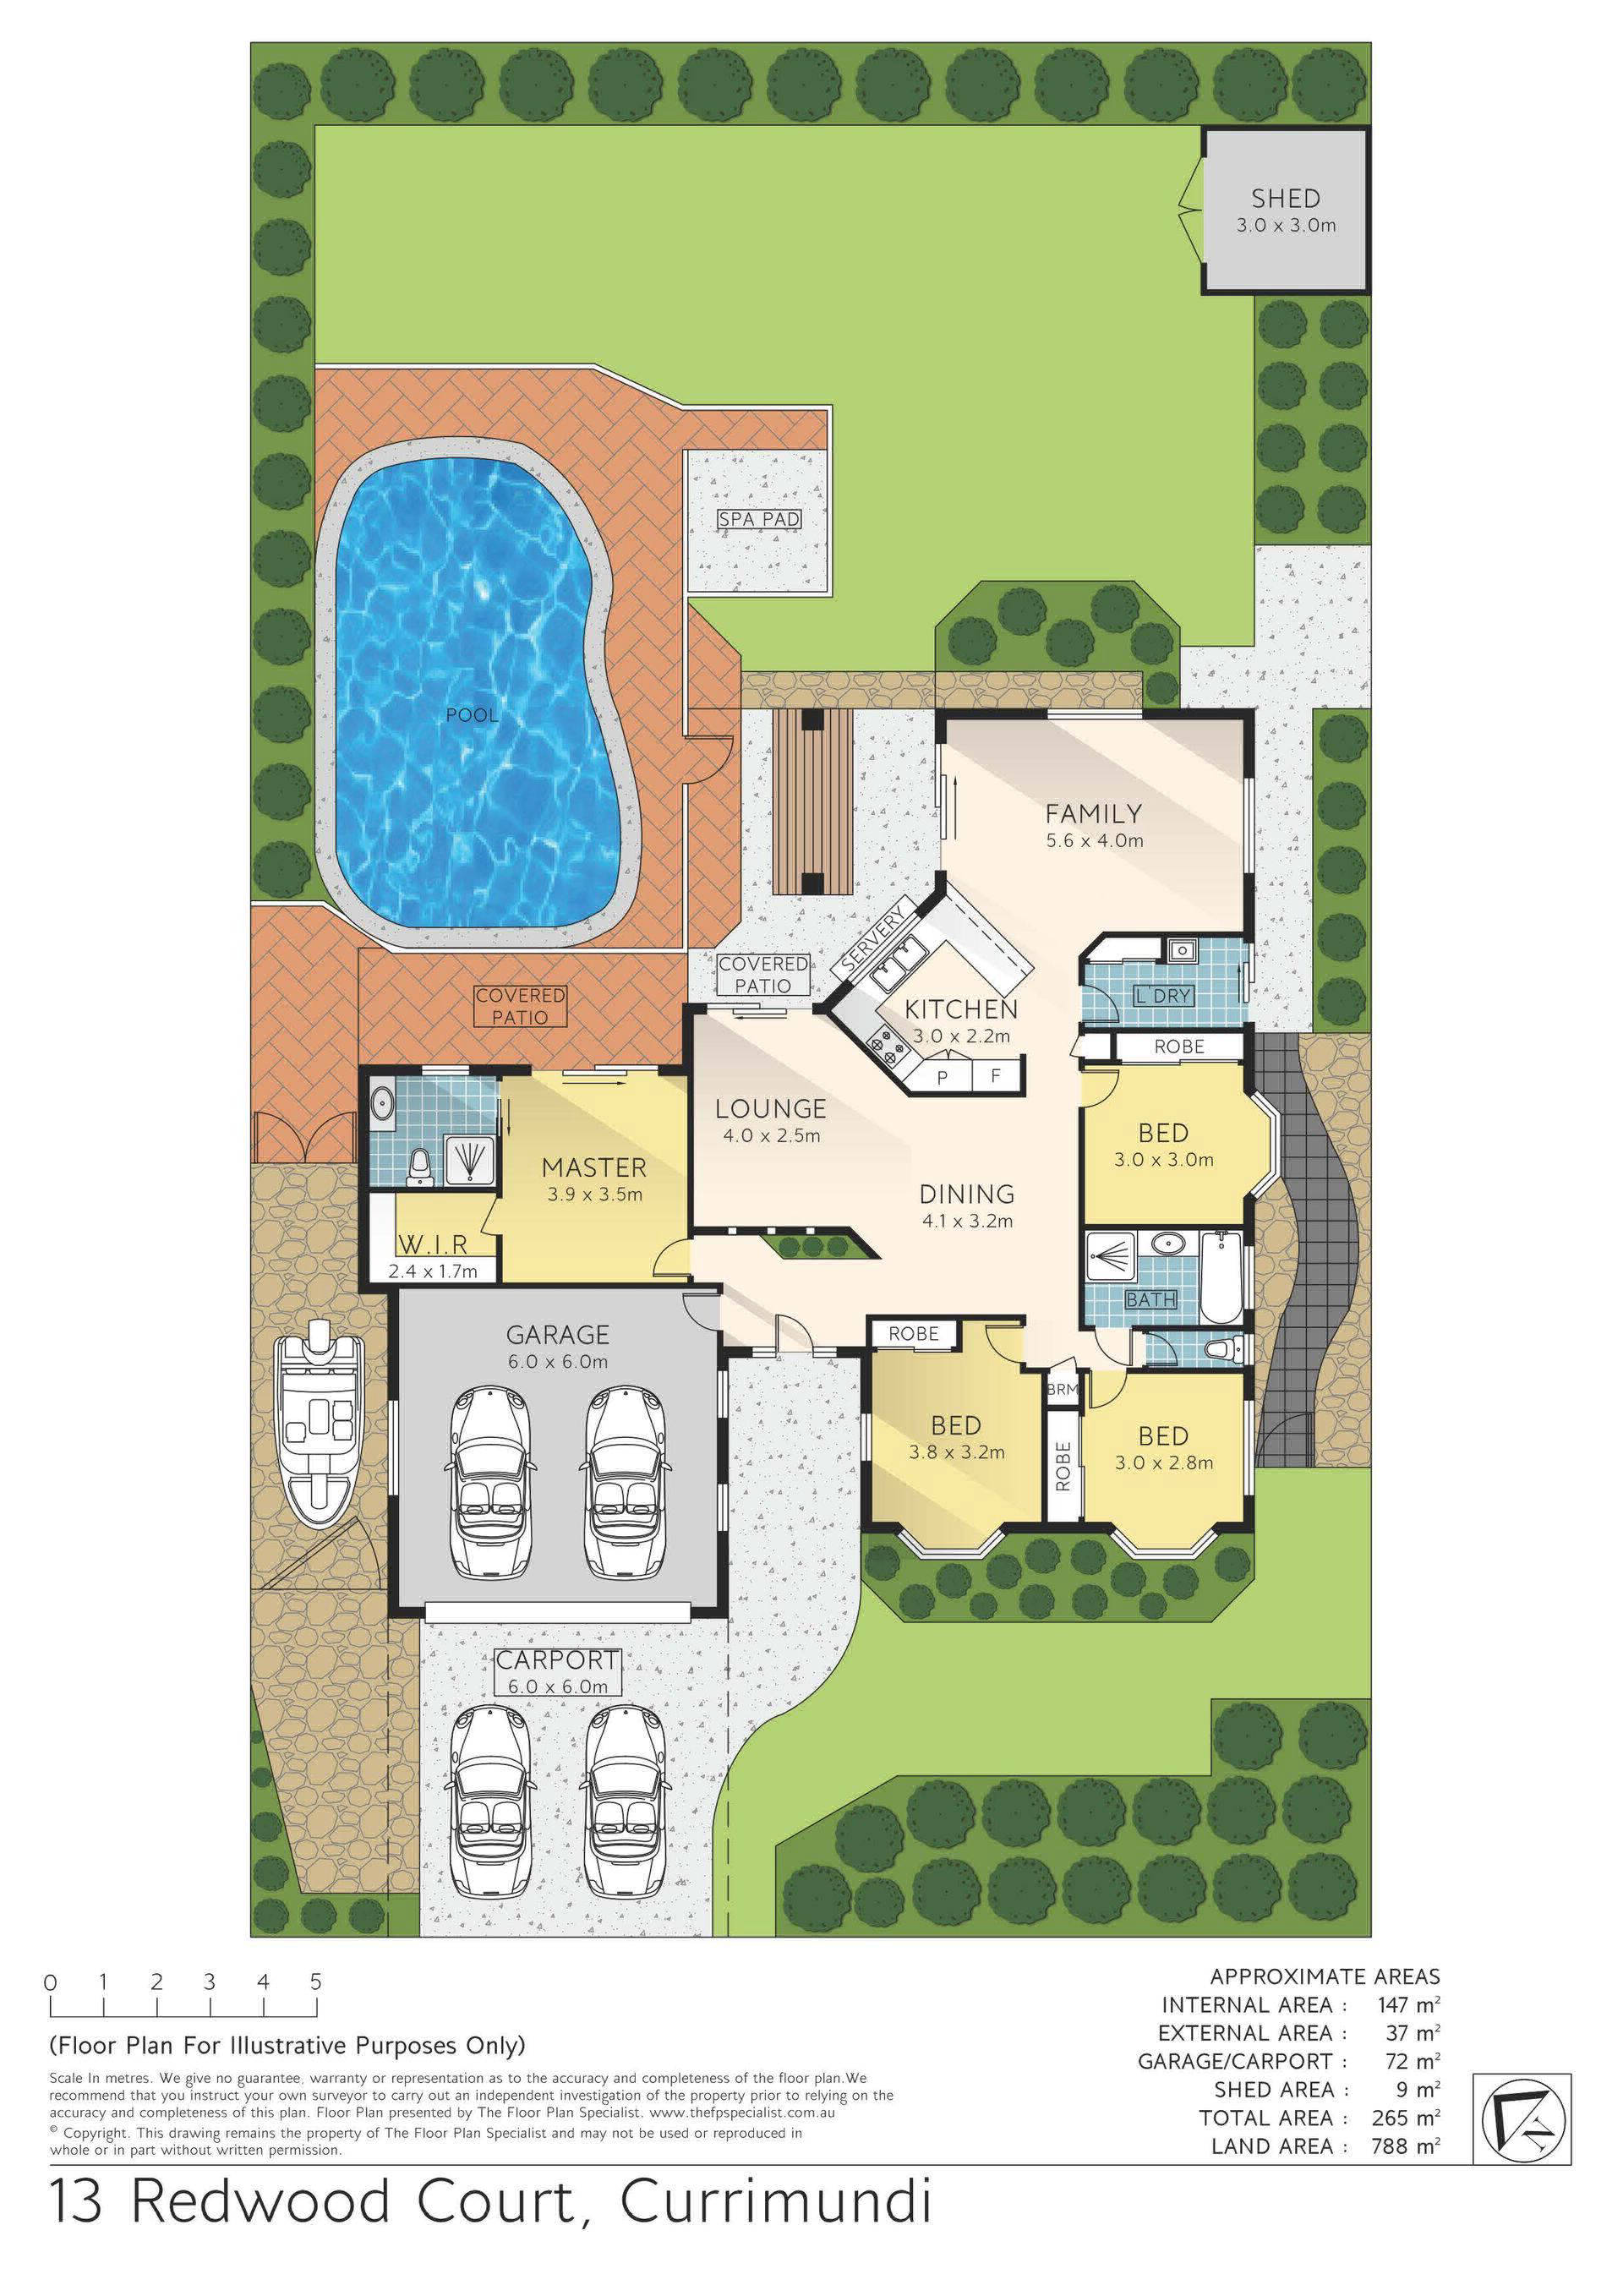 SHED
3.0 x 3.0m
SPA PAD
POOL
FAMILY
5.6 x 4.0m
SERVERY
COVERED
PATIO
COVERED
PATIO
KITCHEN
3.0 x 2.2m
L'DRY
ROBE
P
F
LOUNGE
4.0 x 2.5m
BED
3.0 x 3.0m
MASTER
3.9 x 3.5m
DINING
4.1 x 3.2m
W.I.R
2.4 x 1.7m
BATH
GARAGE
6.0 x 6.0m
ROBE
BRM
BED
3.8 x 3.2m
ROBE
BED
3.0 x 2.8m
CARPORT
6.0 x 6.0m
0 1 2 3 4 5
(Floor Plan For Illustrative Purposes Only)
Scale In metres. We give no guarantee, warranty or representation as to the accuracy and completeness of the floor plan.We
recommend that you instruct your own surveyor to carry out an independent investigation of the property prior to relying on the
accuracy and completeness of this plan. Floor Plan presented by The Floor Plan Specialist. www.thefpspecialist.com.au
© Copyright. This drawing remains the property of The Floor Plan Specialist and may not be used or reproduced in
whole or in part without written permission.
APPROXIMATE AREAS
INTERNAL AREA : 147 m²
EXTERNAL AREA : 37 m²
GARAGE/CARPORT : 72 m²
SHED AREA : 9 m²
TOTAL AREA : 265 m²
LAND AREA : 788 m²
N
13 Redwood Court, Currimundi